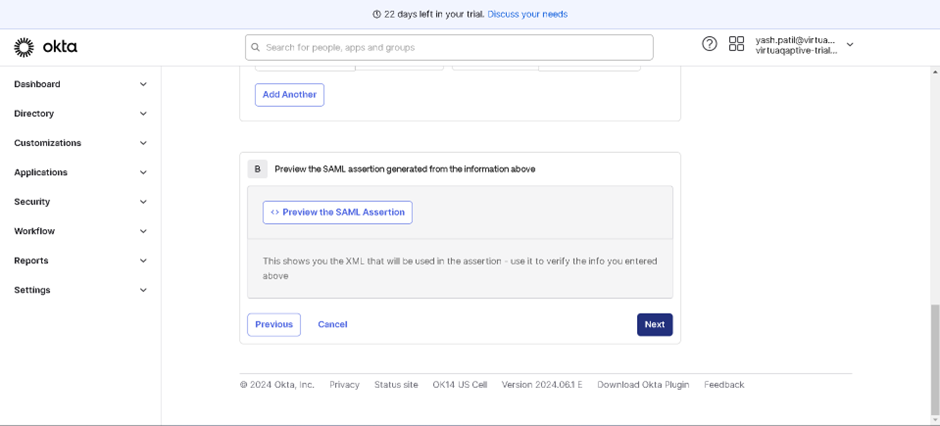 22 days left in your trial. Discuss your needs
okta
Search for people, apps and groups
yash.patil@virtua...
virtuaqaptive-trial...
Dashboard
Directory
Customizations
Applications
Security
Workflow
Reports
Settings
Add Another
B Preview the SAML assertion generated from the information above
<> Preview the SAML Assertion
This shows you the XML that will be used in the assertion - use it to verify the info you entered
above
Previous Cancel Next
© 2024 Okta, Inc. Privacy Status site OK14 US Cell Version 2024.06.1 E Download Okta Plugin Feedback